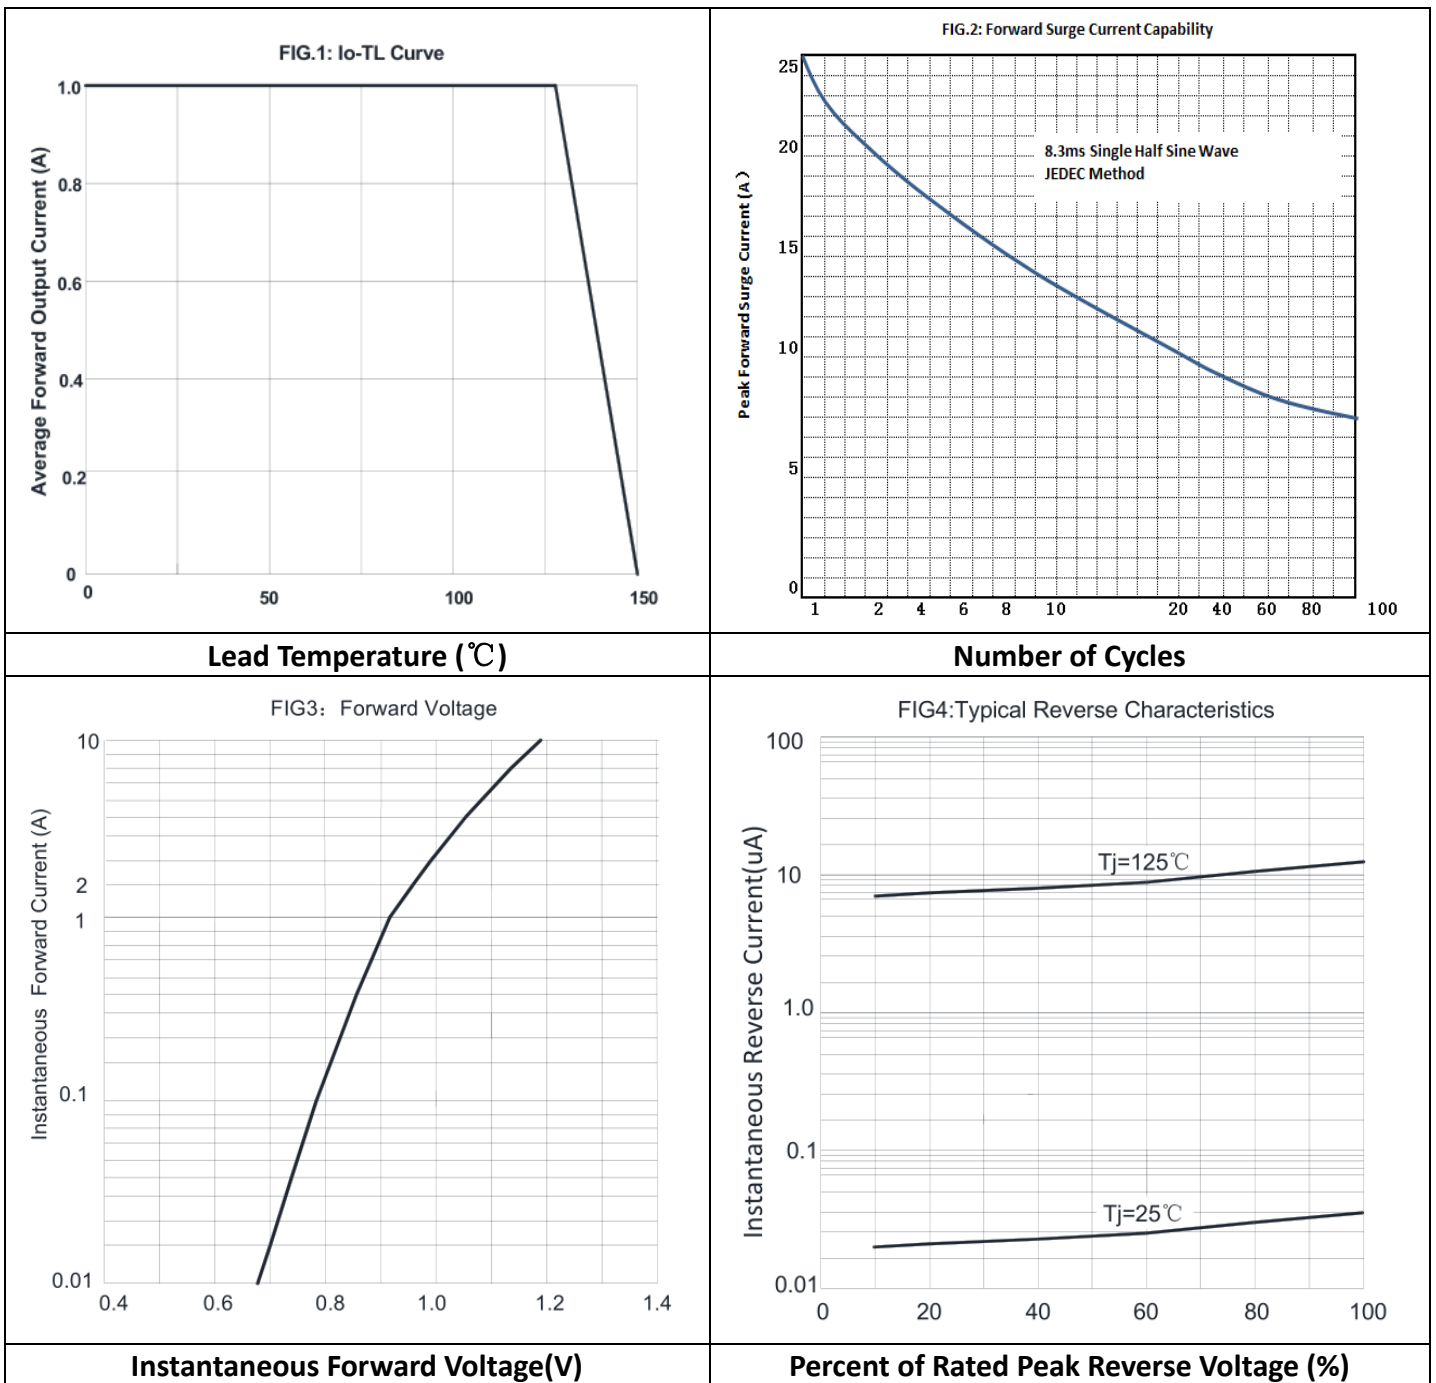 FIG.1: Io-TL Curve
Average Forward Output Current (A)
1.0
0.8
0.6
0.4
0.2
0
0 50 100 150
Lead Temperature (℃)
FIG.2: Forward Surge Current Capability
Peak Forward Surge Current (A）
25
20
15
10
5
0
8.3ms Single Half Sine Wave
JEDEC Method
1 2 4 6 8 10 20 40 60 80 100
Number of Cycles
FIG3：Forward Voltage
Instantaneous Forward Current (A)
10
2
1
0.1
0.01
0.4 0.6 0.8 1.0 1.2 1.4
Instantaneous Forward Voltage(V)
FIG4:Typical Reverse Characteristics
Instantaneous Reverse Current(uA)
100
10
1.0
0.1
0.01
Tj=125℃
Tj=25℃
0 20 40 60 80 100
Percent of Rated Peak Reverse Voltage (%)